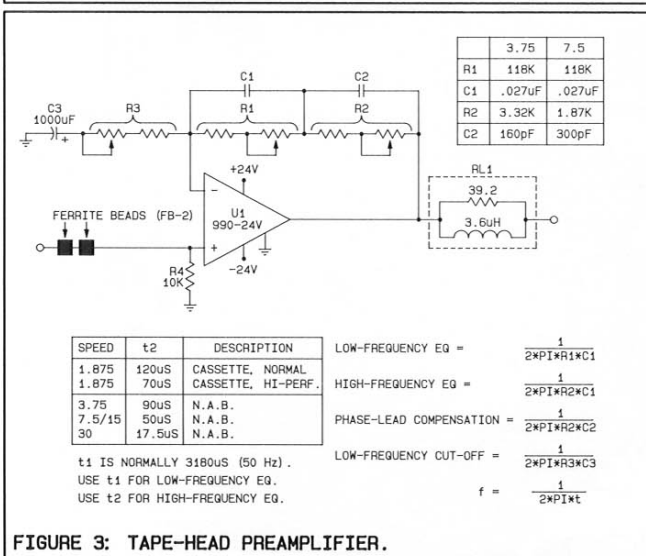 3.75 7.5
R1 118K 118K
C1 .027uF .027uF
R2 3.32K 1.87K
C2 160pF 300pF
C1
C2
C3
1000uF
R3
R1
R2
+
+24V
RL1
39.2
3.6uH
−
U1
990-24V
FERRITE BEADS (FB-2)
+
−24V
R4
10K
SPEED t2 DESCRIPTION
1.875 120uS CASSETTE, NORMAL
1.875 70uS CASSETTE, HI-PERF.
3.75 90uS N.A.B.
7.5/15 50uS N.A.B.
30 17.5uS N.A.B.
t1 IS NORMALLY 3180uS (50 Hz).
USE t1 FOR LOW-FREQUENCY EQ.
USE t2 FOR HIGH-FREQUENCY EQ.
LOW-FREQUENCY EQ = 1
2*PI*R1*C1
HIGH-FREQUENCY EQ = 1
2*PI*R2*C1
PHASE-LEAD COMPENSATION = 1
2*PI*R2*C2
LOW-FREQUENCY CUT-OFF = 1
2*PI*R3*C3
f = 1
2*PI*t
FIGURE 3: TAPE-HEAD PREAMPLIFIER.